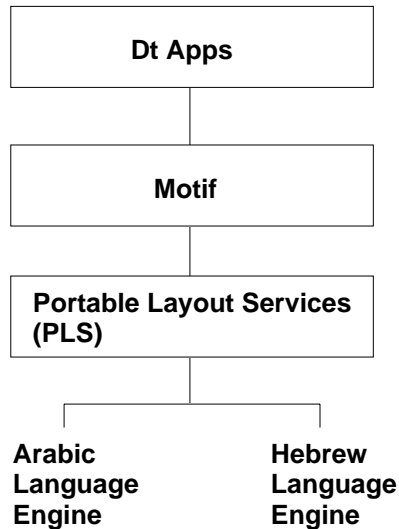 Dt Apps
Motif
Portable Layout Services
(PLS)
Arabic
Language
Engine
Hebrew
Language
Engine